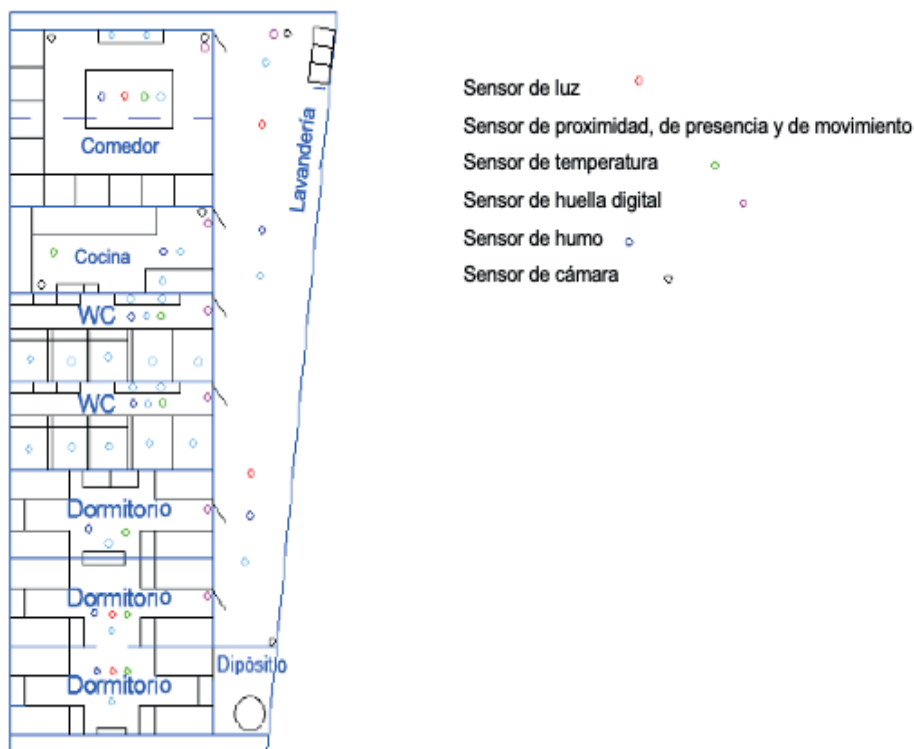 Comedor
Lavandería
Cocina
WC
WC
Dormitorio
Dormitorio
Dipósitio
Dormitorio
Sensor de luz
Sensor de proximidad, de presencia y de movimiento
Sensor de temperatura
Sensor de huella digital
Sensor de humo
Sensor de cámara